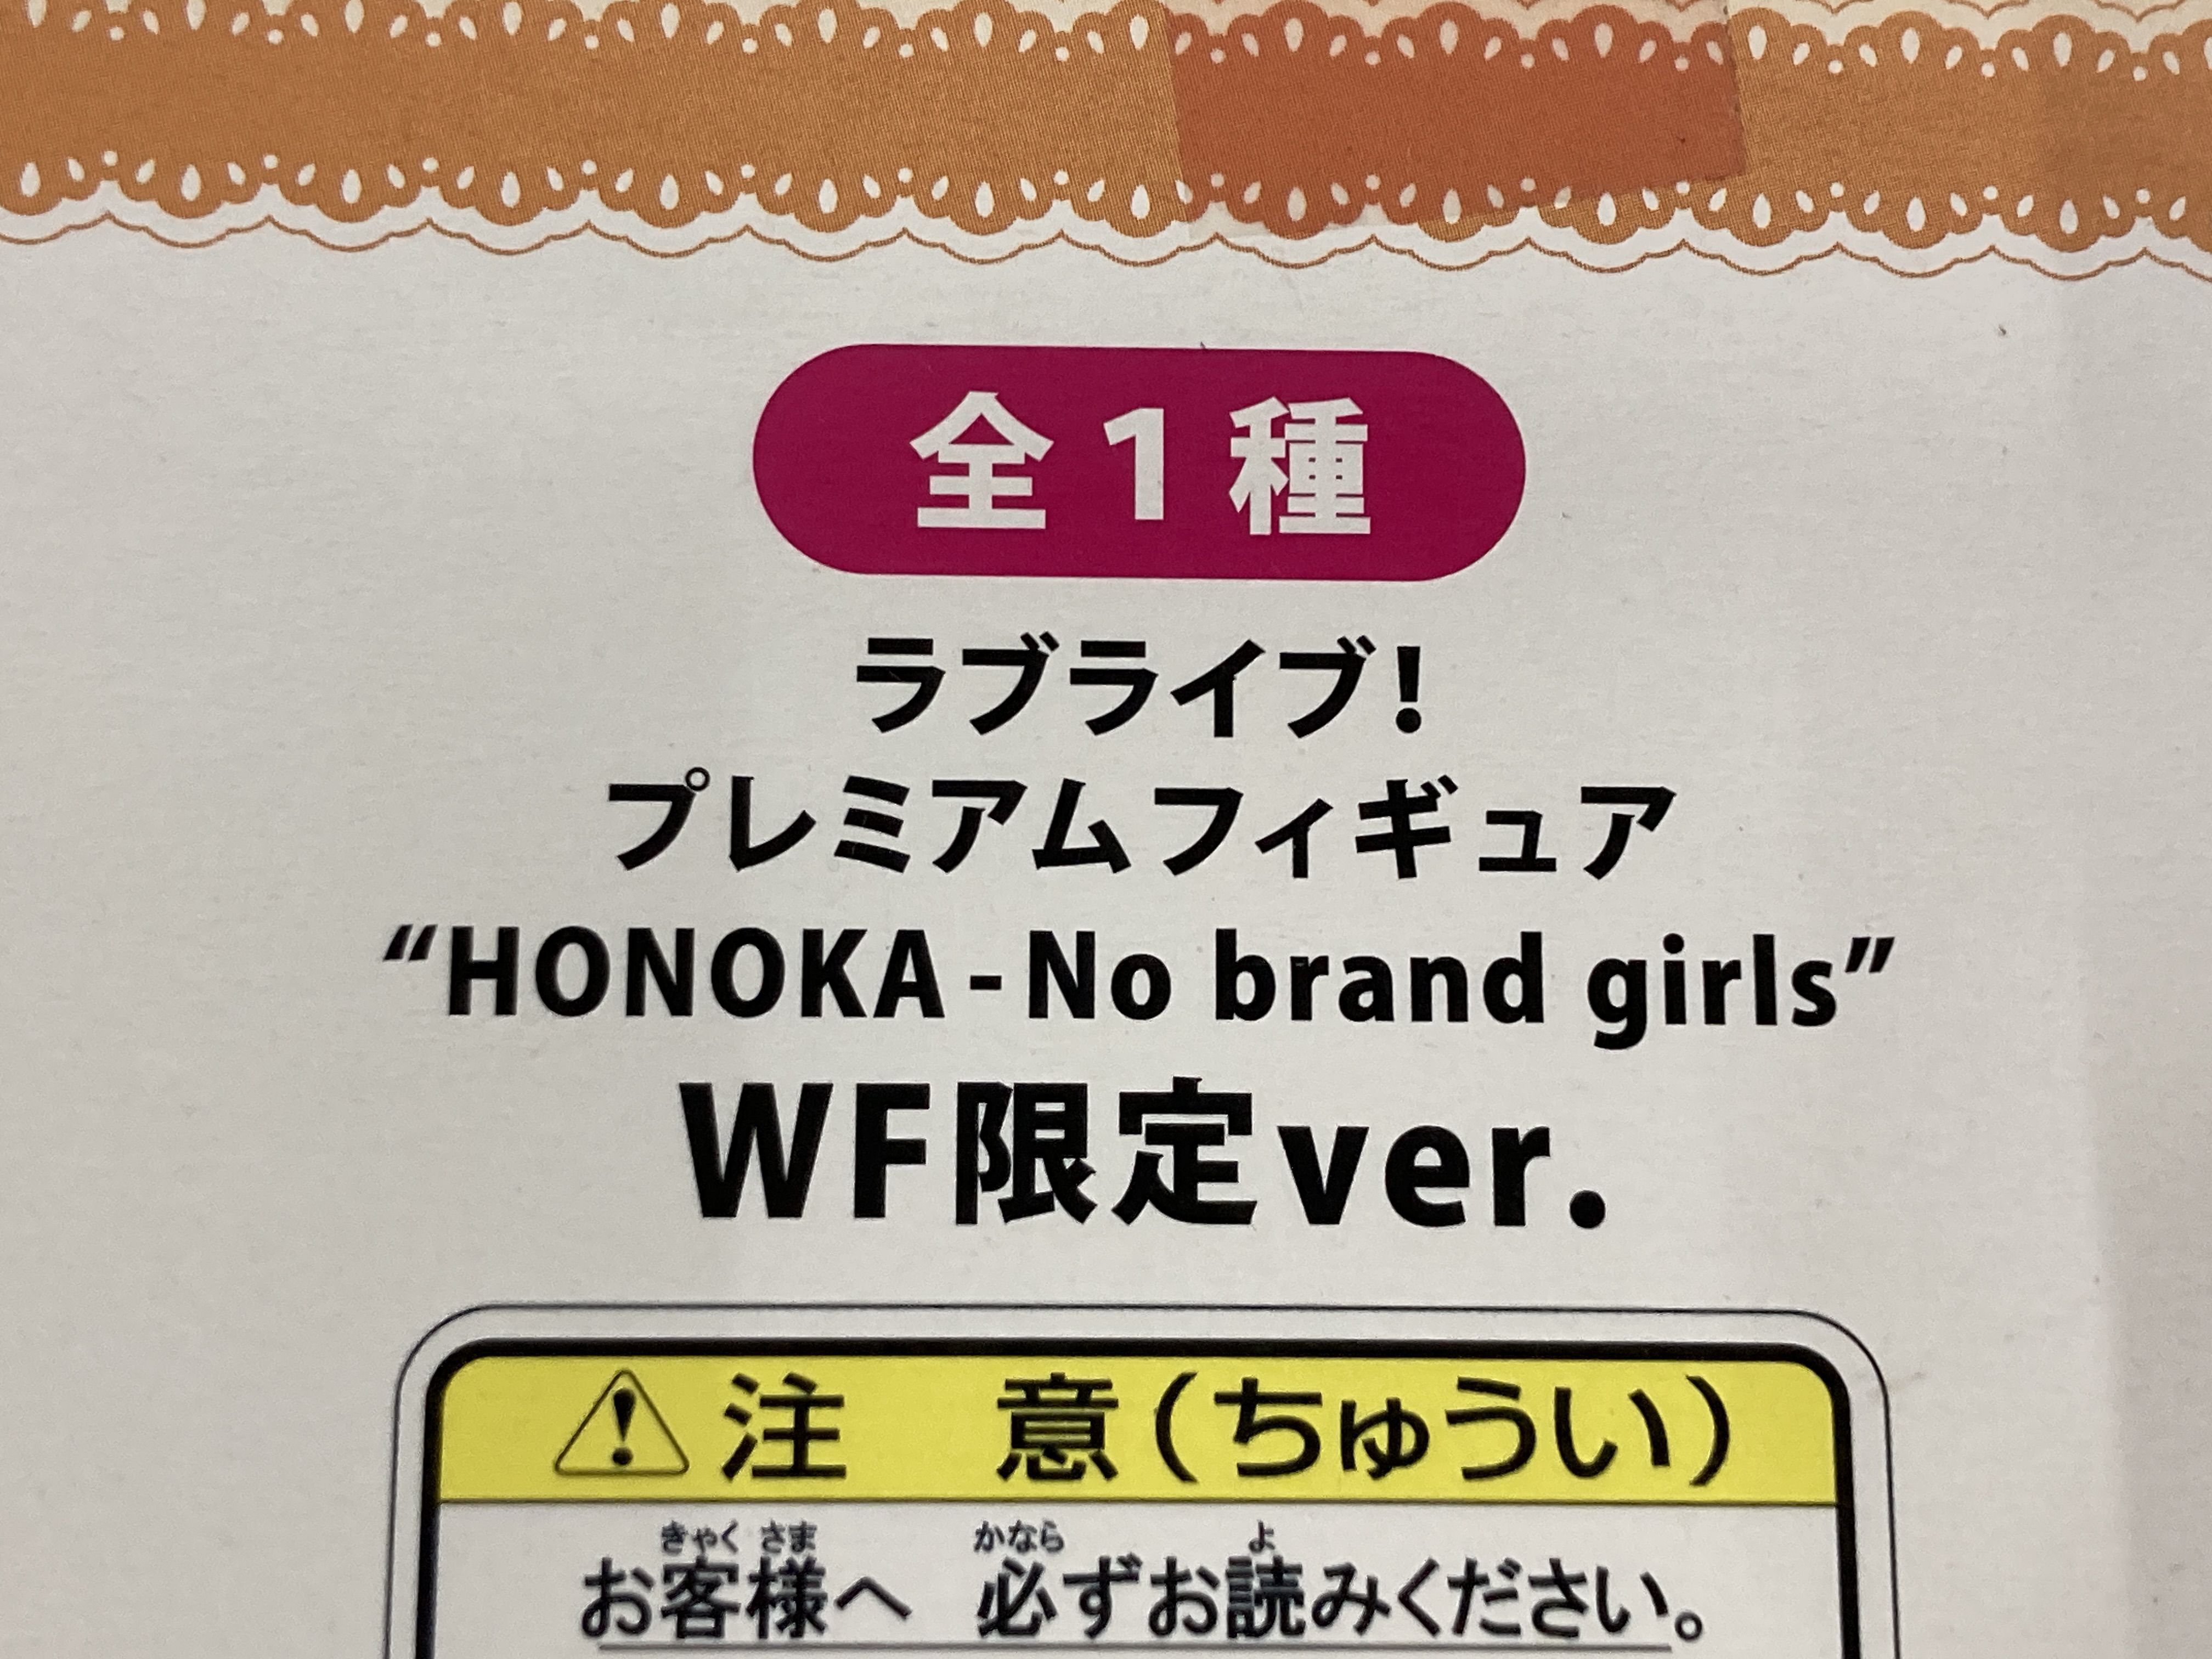 全1種
ラブライブ！
プレミアムフィギュア
“HONOKA - No brand girls”
WF限定ver.
注　意（ちゅうい）
きゃく さま かなら よ
お客様へ 必ずお読みください。